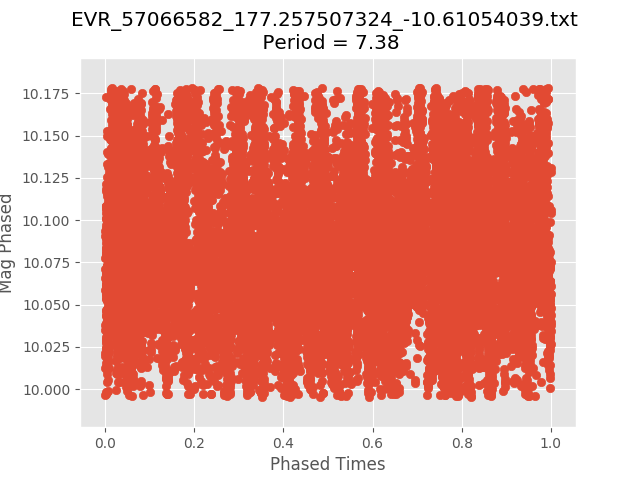 EVR_57066582_177.257507324_-10.61054039.txt
Period = 7.38
Mag Phased
10.175
10.150
10.125
10.100
10.075
10.050
10.025
10.000
0.0 0.2 0.4 0.6 0.8 1.0
Phased Times